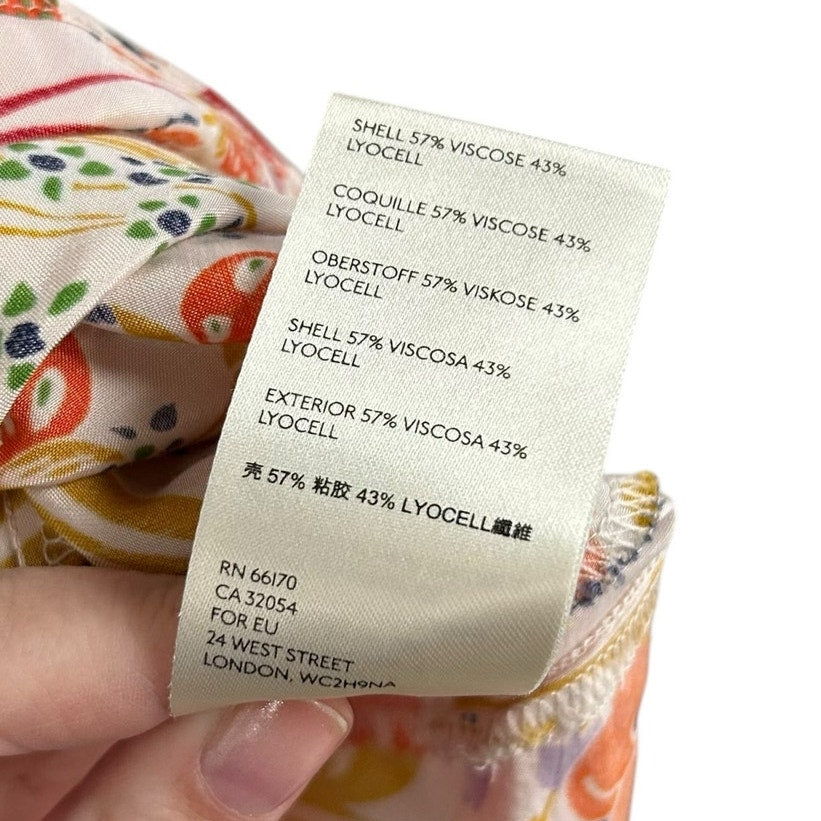 SHELL 57% VISCOSE 43%
LYOCELL
COQUILLE 57% VISCOSE 43%
LYOCELL
OBERSTOFF 57% VISKOSE 43%
LYOCELL
SHELL 57% VISCOSA 43%
LYOCELL
EXTERIOR 57% VISCOSA 43%
LYOCELL
壳 57% 粘胶 43% LYOCELL纖維
RN 66170
CA 32054
FOR EU
24 WEST STREET
LONDON, WC2H9NA